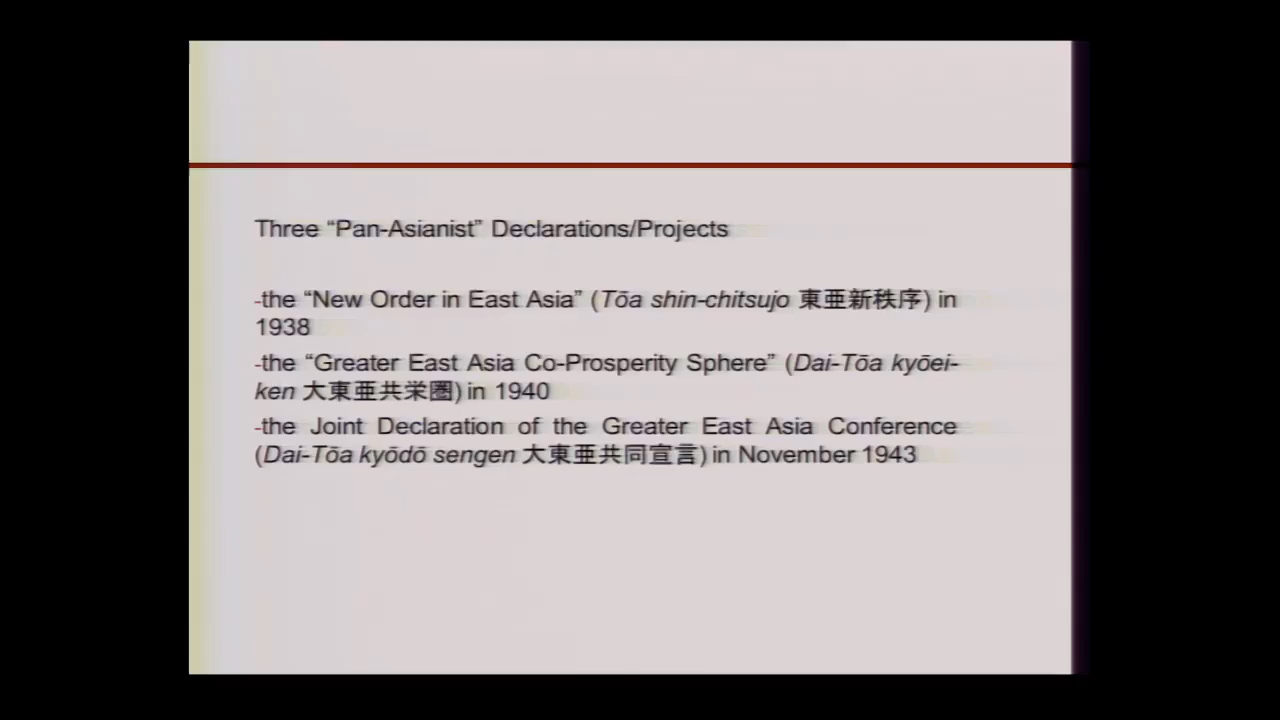 Three “Pan-Asianist” Declarations/Projects
-the “New Order in East Asia” (Tōa shin-chitsujo 東亜新秩序) in
1938
-the “Greater East Asia Co-Prosperity Sphere” (Dai-Tōa kyōei-
ken 大東亜共栄圏) in 1940
-the Joint Declaration of the Greater East Asia Conference
(Dai-Tōa kyōdō sengen 大東亜共同宣言) in November 1943